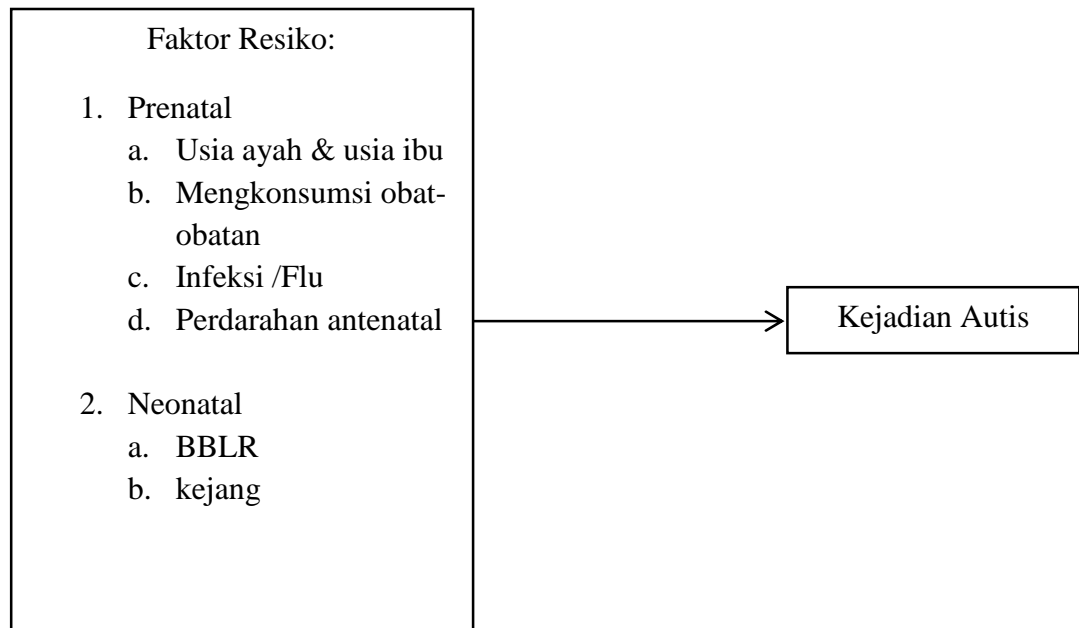 Faktor Resiko:
1. Prenatal
a. Usia ayah & usia ibu
b. Mengkonsumsi obat-
obatan
c. Infeksi /Flu
d. Perdarahan antenatal
2. Neonatal
a. BBLR
b. kejang
Kejadian Autis